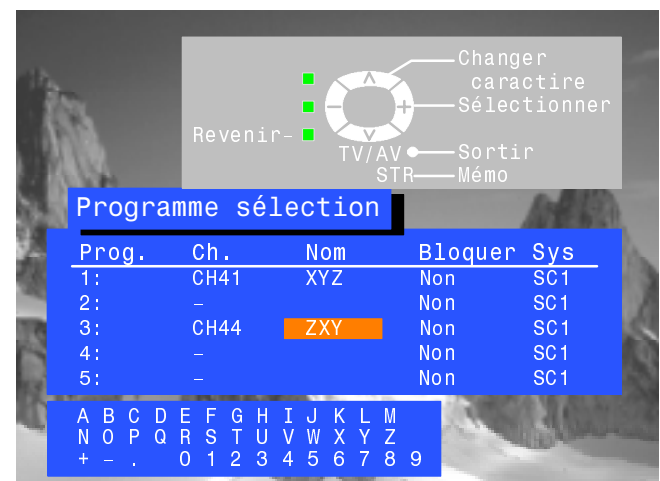 Changer
caractire
Sélectionner
Revenir
TV/AV Sortir
STR Mémo
Programme sélection
Prog. Ch. Nom Bloquer Sys
1: CH41 XYZ Non SC1
2: – Non SC1
3: CH44 ZXY Non SC1
4: – Non SC1
5: – Non SC1
A B C D E F G H I J K L M
N O P Q R S T U V W X Y Z
+ – . 0 1 2 3 4 5 6 7 8 9